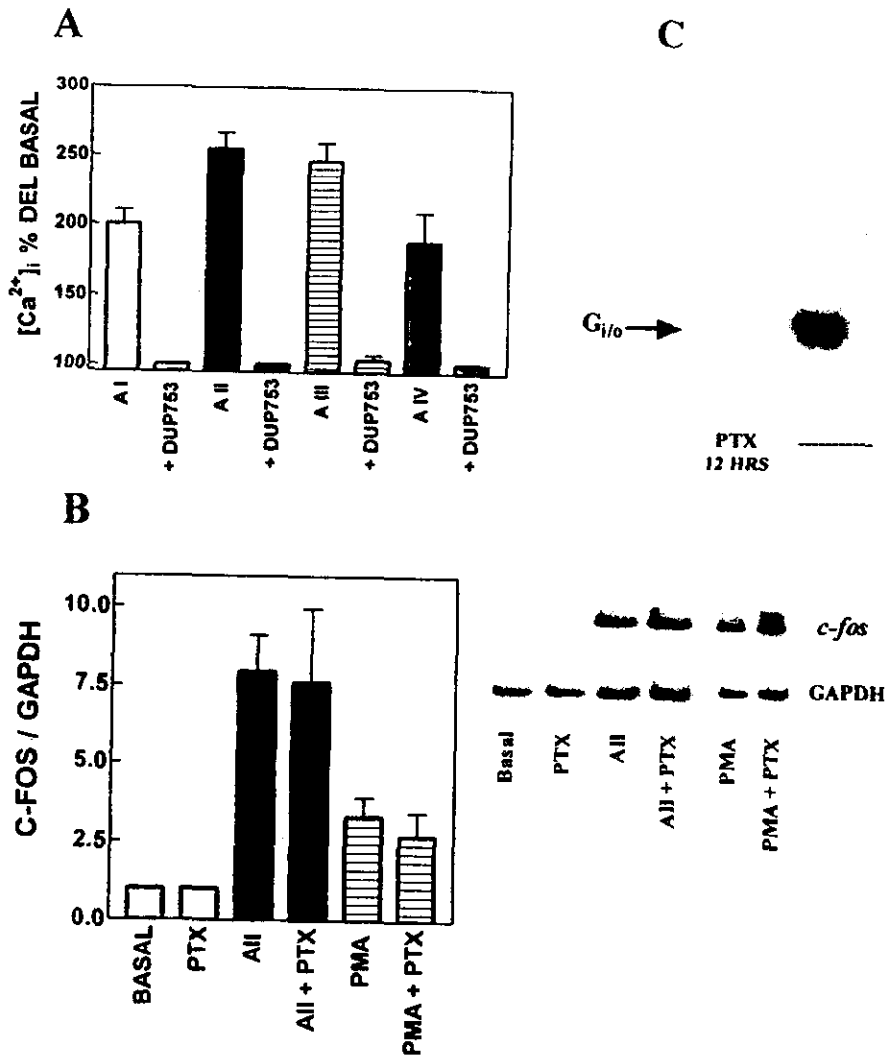 A
[Ca2+]i % DEL BASAL
300
250
200
150
100
A I
+ DUP753
A II
+ DUP753
A III
+ DUP753
A IV
+ DUP753
C
Gi/o
PTX
12 HRS
B
C-FOS / GAPDH
10.0
7.5
5.0
2.5
0.0
BASAL
PTX
AII
AII + PTX
PMA
PMA + PTX
c-fos
GAPDH
Basal
PTX
AII
AII + PTX
PMA
PMA + PTX